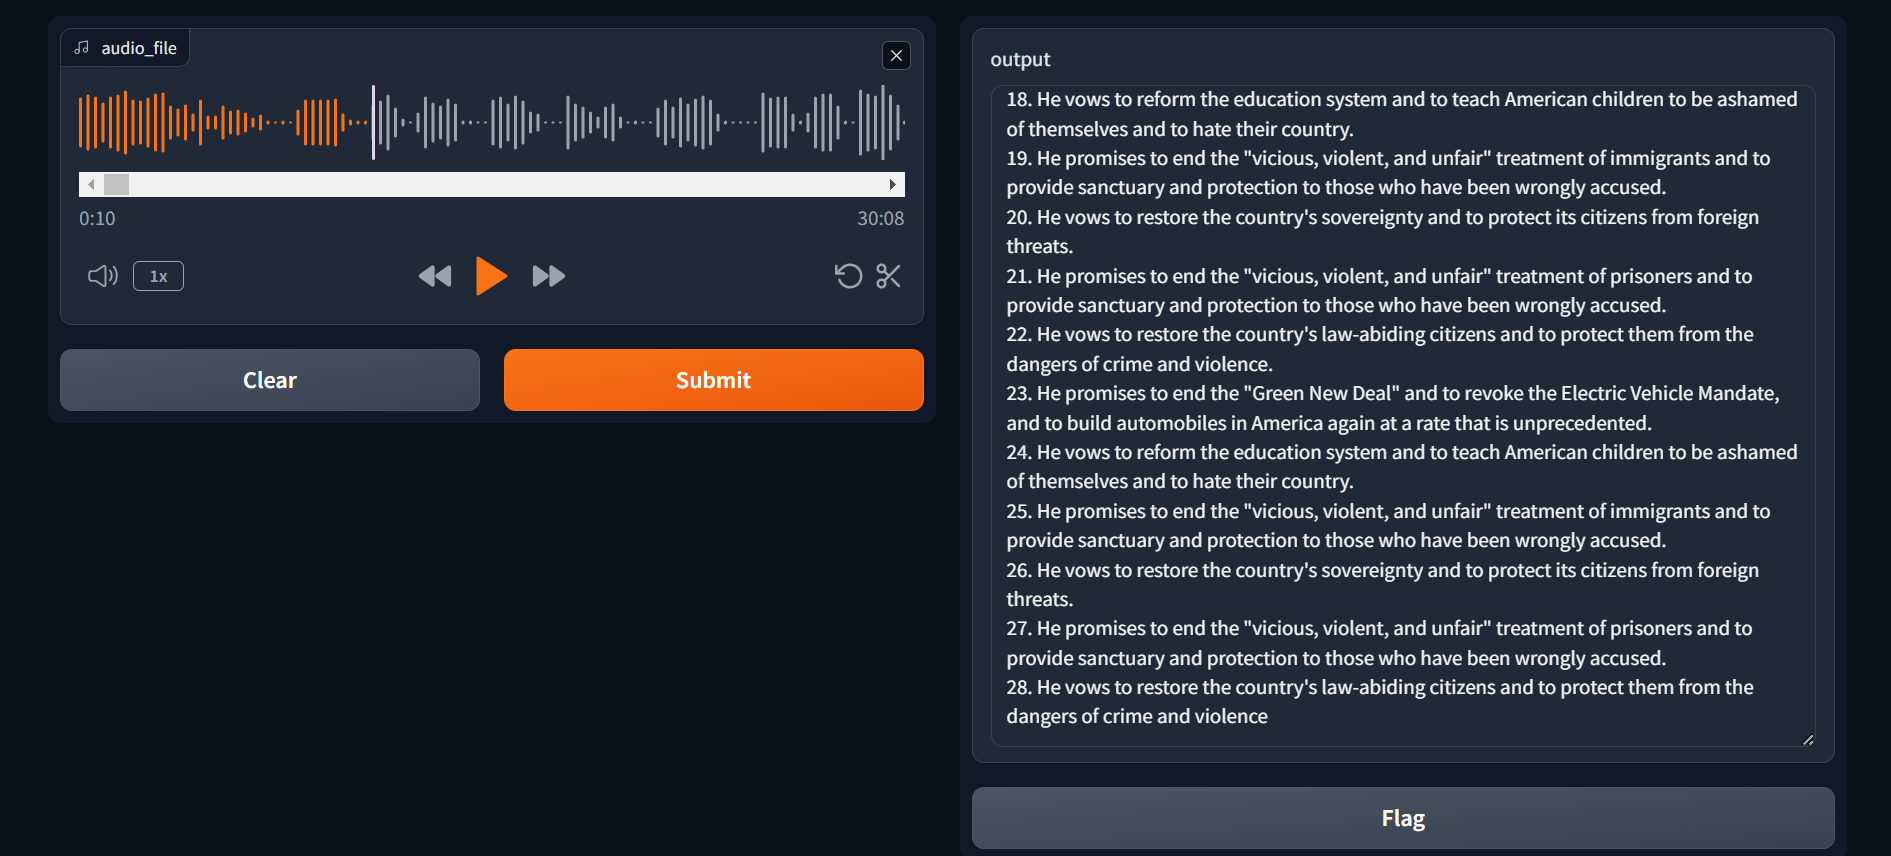 audio_file
0:10
30:08
1x
Clear
Submit
output
18. He vows to reform the education system and to teach American children to be ashamed
of themselves and to hate their country.
19. He promises to end the "vicious, violent, and unfair" treatment of immigrants and to
provide sanctuary and protection to those who have been wrongly accused.
20. He vows to restore the country's sovereignty and to protect its citizens from foreign
threats.
21. He promises to end the "vicious, violent, and unfair" treatment of prisoners and to
provide sanctuary and protection to those who have been wrongly accused.
22. He vows to restore the country's law-abiding citizens and to protect them from the
dangers of crime and violence.
23. He promises to end the "Green New Deal" and to revoke the Electric Vehicle Mandate,
and to build automobiles in America again at a rate that is unprecedented.
24. He vows to reform the education system and to teach American children to be ashamed
of themselves and to hate their country.
25. He promises to end the "vicious, violent, and unfair" treatment of immigrants and to
provide sanctuary and protection to those who have been wrongly accused.
26. He vows to restore the country's sovereignty and to protect its citizens from foreign
threats.
27. He promises to end the "vicious, violent, and unfair" treatment of prisoners and to
provide sanctuary and protection to those who have been wrongly accused.
28. He vows to restore the country's law-abiding citizens and to protect them from the
dangers of crime and violence
Flag